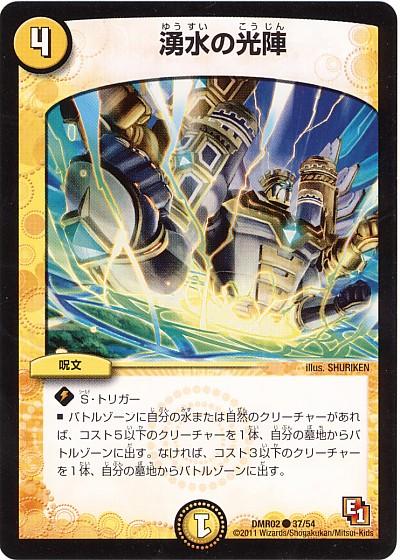 4
ゆうすい こうじん
湧水の光陣
呪文
illus. SHURIKEN
S・トリガー
■ バトルゾーンに自分の水または自然のクリーチャーがあれ
ば、コスト5以下のクリーチャーを1体、自分の墓地からバ
トルゾーンに出す。なければ、コスト3以下のクリーチャー
を1体、自分の墓地からバトルゾーンに出す。
1
DMR02 ● 37/54
E1
©2011 Wizards/Shogakukan/Mitsui-Kids